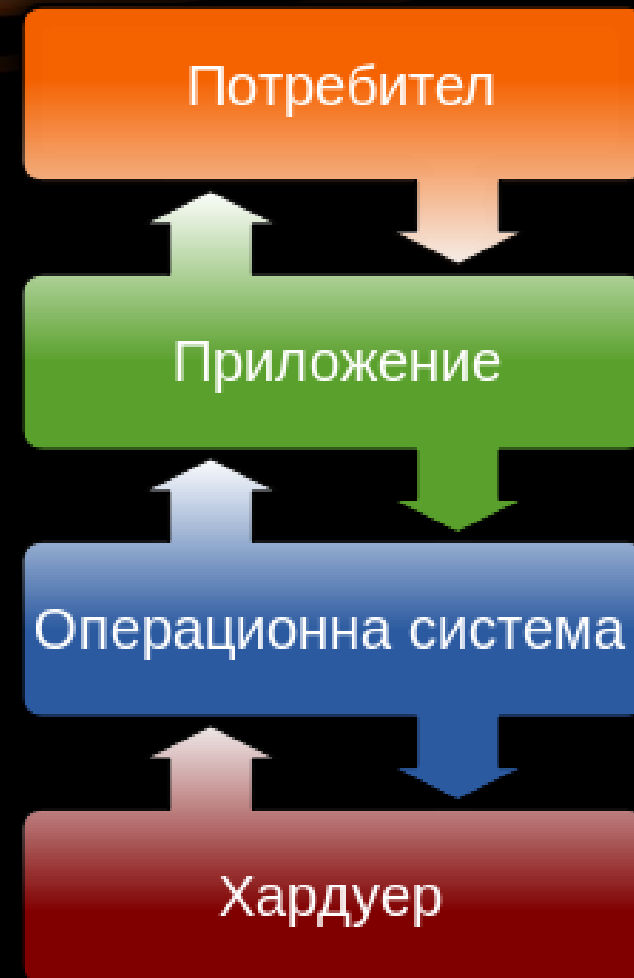 Потребител
Приложение
Операционна система
Хардуер